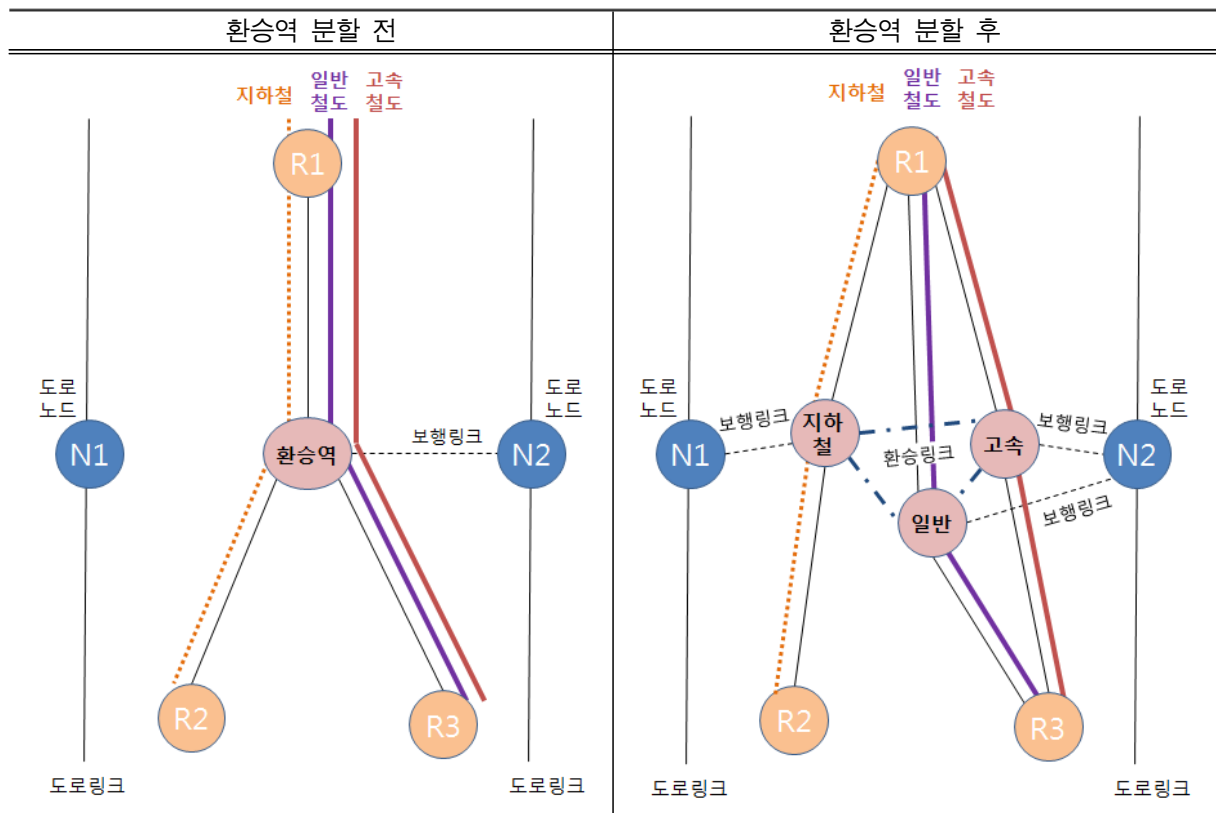 환승역 분할 전
환승역 분할 후
지하철
일반
철도
고속
철도
R1
도로
노드
N1
환승역
보행링크
도로
노드
N2
R2
R3
도로링크
도로링크
지하철
일반
철도
고속
철도
R1
도로
노드
N1
보행링크
지하
철
환승링크
고속
보행링크
도로
노드
N2
일반
보행링크
R2
R3
도로링크
도로링크